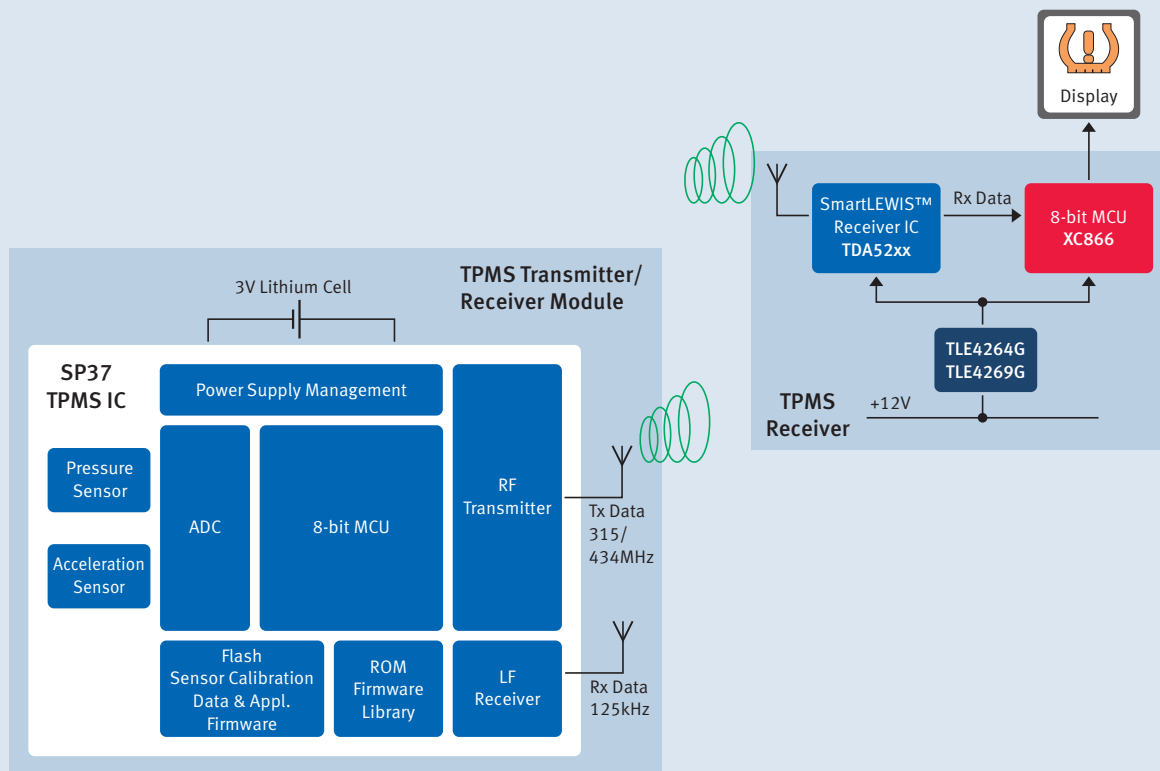 Display
SmartLEWIS™
Receiver IC
TDA52xx
Rx Data
8-bit MCU
XC866
TLE4264G
TLE4269G
TPMS
Receiver
+12V
TPMS Transmitter/
Receiver Module
3V Lithium Cell
SP37
TPMS IC
Power Supply Management
Pressure
Sensor
Acceleration
Sensor
ADC
8-bit MCU
RF
Transmitter
Tx Data
315/
434MHz
Flash
Sensor Calibration
Data & Appl.
Firmware
ROM
Firmware
Library
LF
Receiver
Rx Data
125kHz